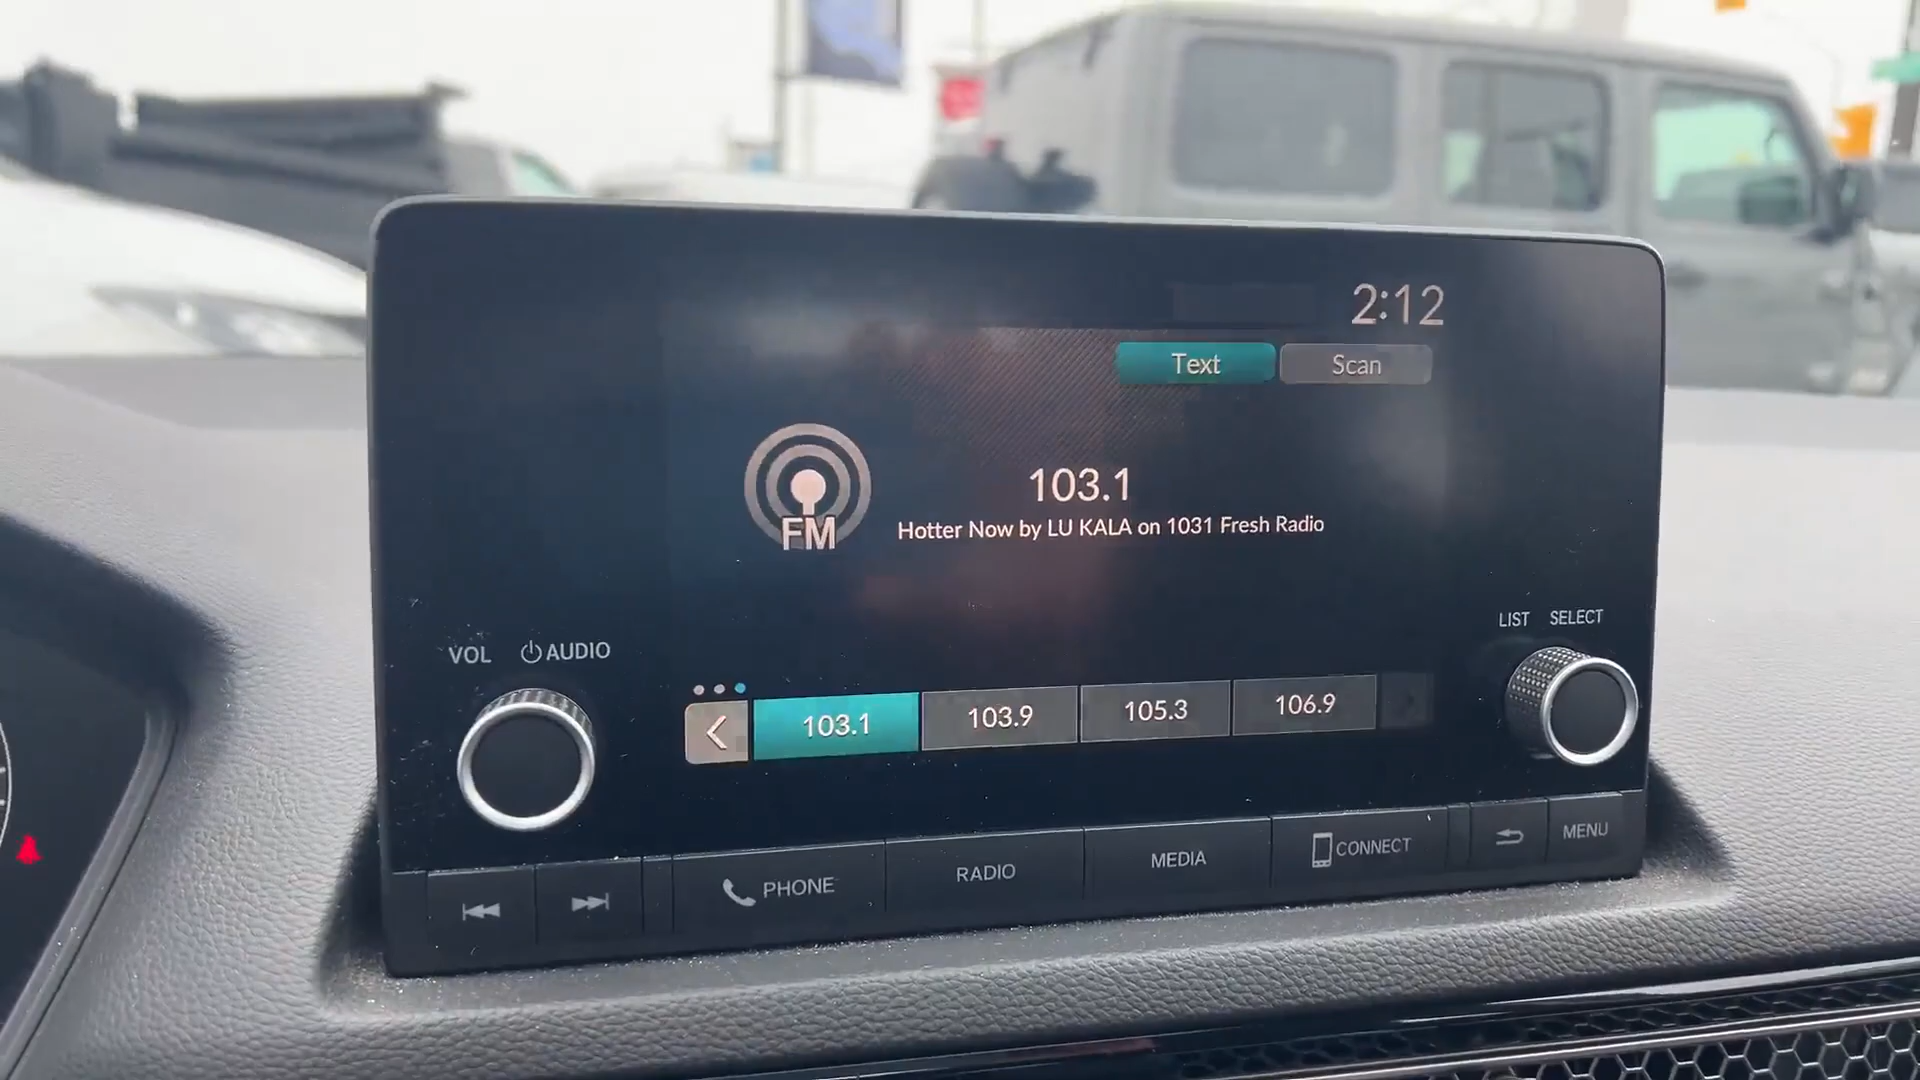 2:12
Text Scan
103.1
FM
Hotter Now by LU KALA on 1031 Fresh Radio
LIST SELECT
VOL AUDIO
103.1 103.9 105.3 106.9
PHONE RADIO MEDIA CONNECT MENU